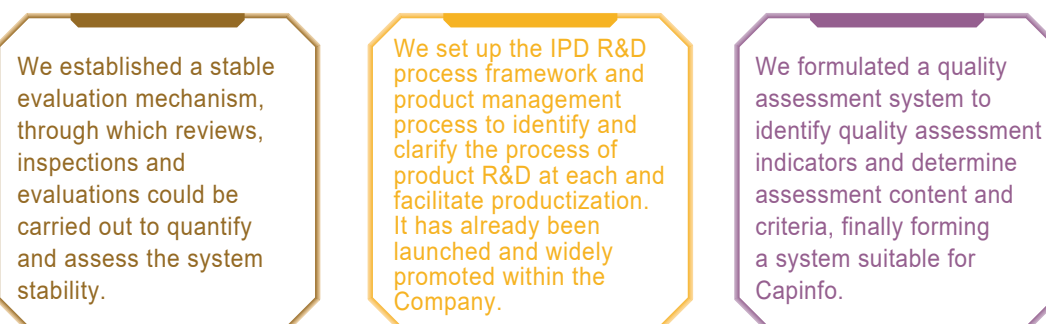 We established a stable
evaluation mechanism,
through which reviews,
inspections and
evaluations could be
carried out to quantify
and assess the system
stability.
We set up the IPD R&D
process framework and
product management
process to identify and
clarify the process of
product R&D at each and
facilitate productization.
It has already been
launched and widely
promoted within the
Company.
We formulated a quality
assessment system to
identify quality assessment
indicators and determine
assessment content and
criteria, finally forming
a system suitable for
Capinfo.